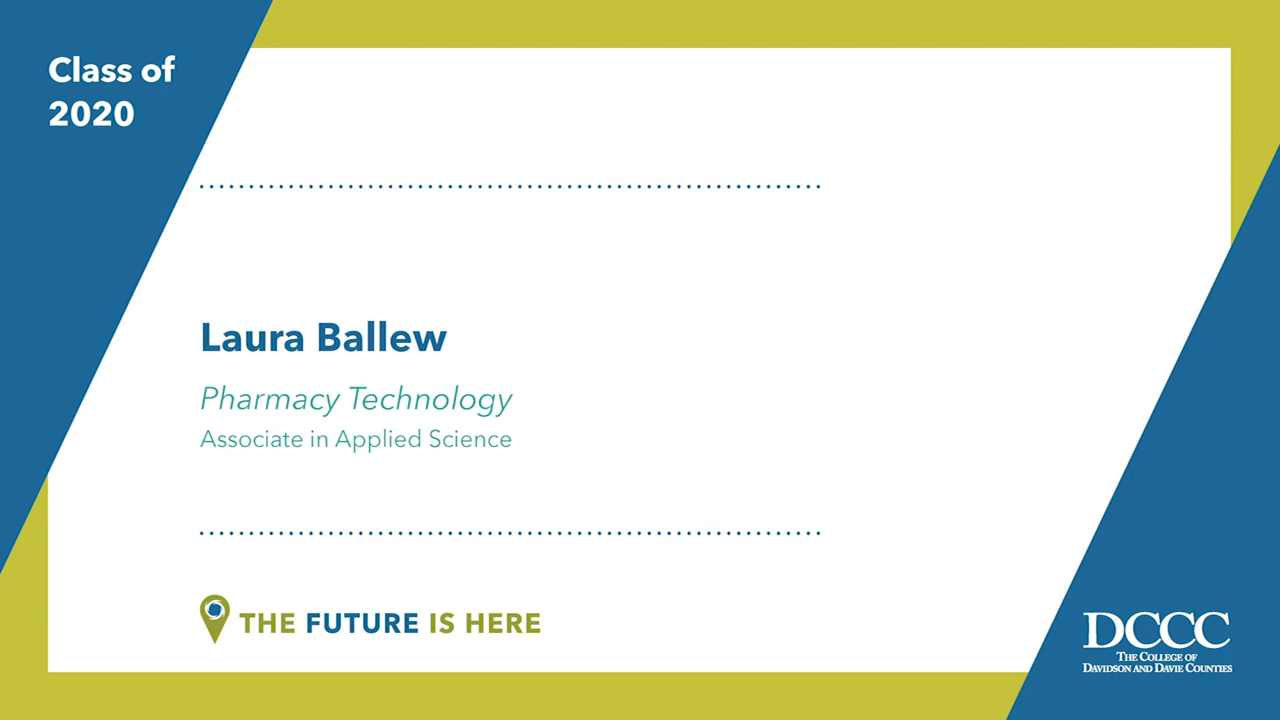 Class of
2020
Laura Ballew
Pharmacy Technology
Associate in Applied Science
THE FUTURE IS HERE
DCCC
THE COLLEGE OF
DAVIDSON AND DAVIE COUNTIES